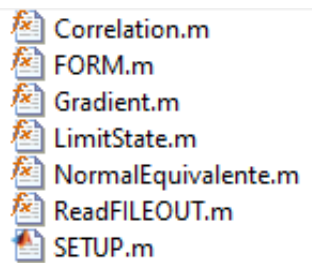 Correlation.m
FORM.m
Gradient.m
LimitState.m
NormalEquivalente.m
ReadFILEOUT.m
SETUP.m